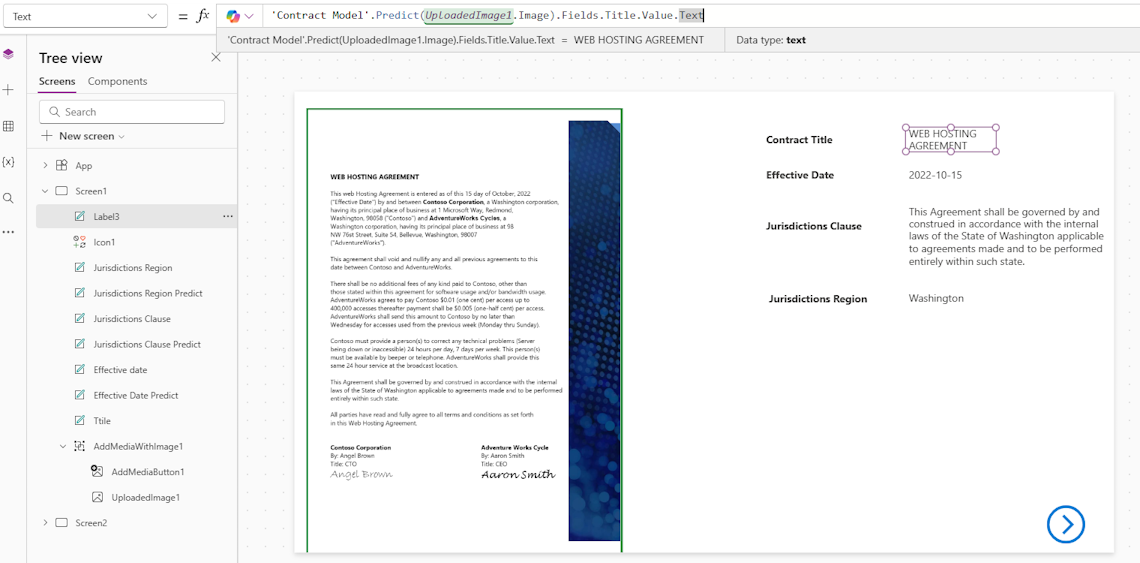 Text
= fx
'Contract Model'.Predict(UploadedImage1.Image).Fields.Title.Value.Text
'Contract Model'.Predict(UploadedImage1.Image).Fields.Title.Value.Text = WEB HOSTING AGREEMENT
Data type: text
Tree view
Screens Components
Search
New screen
App
Screen1
Label3
Icon1
Jurisdictions Region
Jurisdictions Region Predict
Jurisdictions Clause
Jurisdictions Clause Predict
Effective date
Effective Date Predict
Ttile
AddMediaWithImage1
AddMediaButton1
UploadedImage1
Screen2
{x}
WEB HOSTING AGREEMENT
This web Hosting Agreement is entered as of this 15 day of October, 2022
("Effective Date") by and between Contoso Corporation, a Washington corporation,
having its principal place of business at 1 Microsoft Way, Redmond,
Washington, 98058 ("Contoso") and AdventureWorks Cycles, a
Washington corporation, having its principal place of business at 98
NW 76st Street, Suite 54, Bellevue, Washington, 98007
("AdventureWorks").
This agreement shall void and nullify any and all previous agreements to this
date between Contoso and AdventureWorks.
There shall be no additional fees of any kind paid to Contoso, other than
those stated within this agreement for software usage and/or bandwidth usage.
AdventureWorks agrees to pay Contoso $0.01 (one cent) per access up to
400,000 accesses thereafter payment shall be $0.005 (one-half cent) per access.
AdventureWorks shall send this amount to Contoso by no later than
Wednesday for accesses used from the previous week (Monday thru Sunday).
Contoso must provide a person(s) to correct any technical problems (Server
being down or inaccessible) 24 hours per day, 7 days per week. This person(s)
must be available by beeper or telephone. AdventureWorks shall provide this
same 24 hour service at the broadcast location.
This Agreement shall be governed by and construed in accordance with the internal
laws of the State of Washington applicable to agreements made and to be performed
entirely within such state.
All parties have read and fully agree to all terms and conditions as set forth
in this Web Hosting Agreement.
Contoso Corporation
By: Angel Brown
Title: CTO
Angel Brown
Adventure Works Cycle
By: Aaron Smith
Title: CEO
Aaron Smith
Contract Title
WEB HOSTING
AGREEMENT
Effective Date
2022-10-15
Jurisdictions Clause
This Agreement shall be governed by and
construed in accordance with the internal
laws of the State of Washington applicable
to agreements made and to be performed
entirely within such state.
Jurisdictions Region
Washington